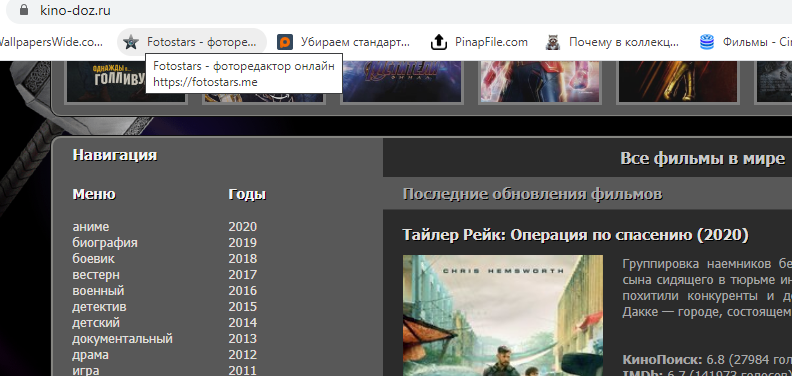 kino-doz.ru
WallpapersWide.co...
Fotostars - фоторе...
Убираем стандарт...
PinapFile.com
Почему в коллекц...
Фильмы - Cin
Fotostars - фоторедактор онлайн
https://fotostars.me
ОДНАЖДЫ В...
ГОЛЛИВУ
Навигация
Все фильмы в мире
Меню
Годы
Последние обновления фильмов
аниме
2020
биография
2019
боевик
2018
вестерн
2017
военный
2016
детектив
2015
детский
2014
документальный
2013
драма
2012
игра
2011
Тайлер Рейк: Операция по спасению (2020)
CHRIS HEMSWORTH
Группировка наемников бе
сына сидящего в тюрьме ин
похитили конкуренты и де
Дакке — городе, состоящем
КиноПоиск: 6.8 (27984 гол
IMDb: 6.7 (141973 голосов)